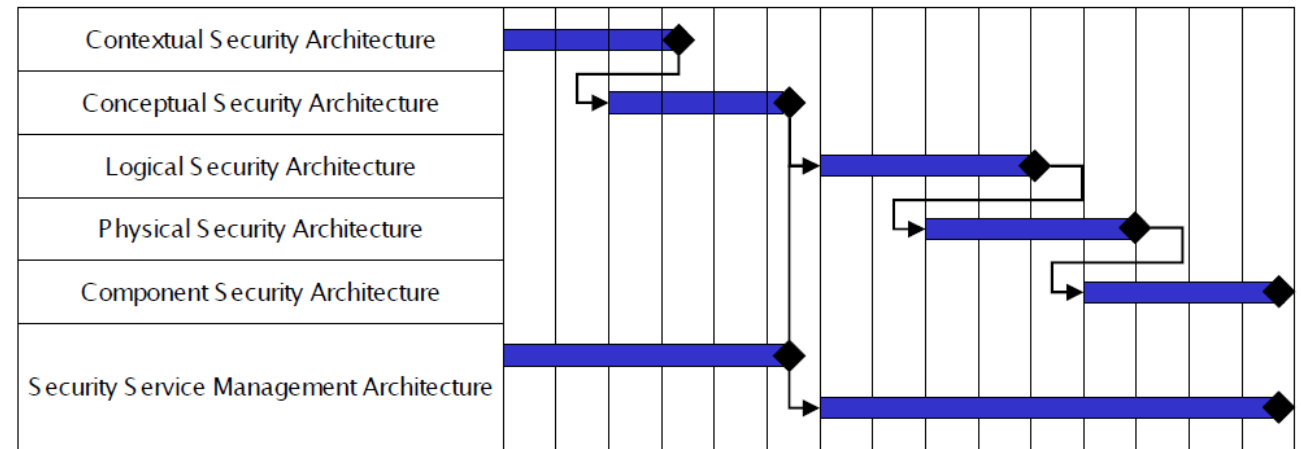 Contextual Security Architecture
Conceptual Security Architecture
Logical Security Architecture
Physical Security Architecture
Component Security Architecture
Security Service Management Architecture